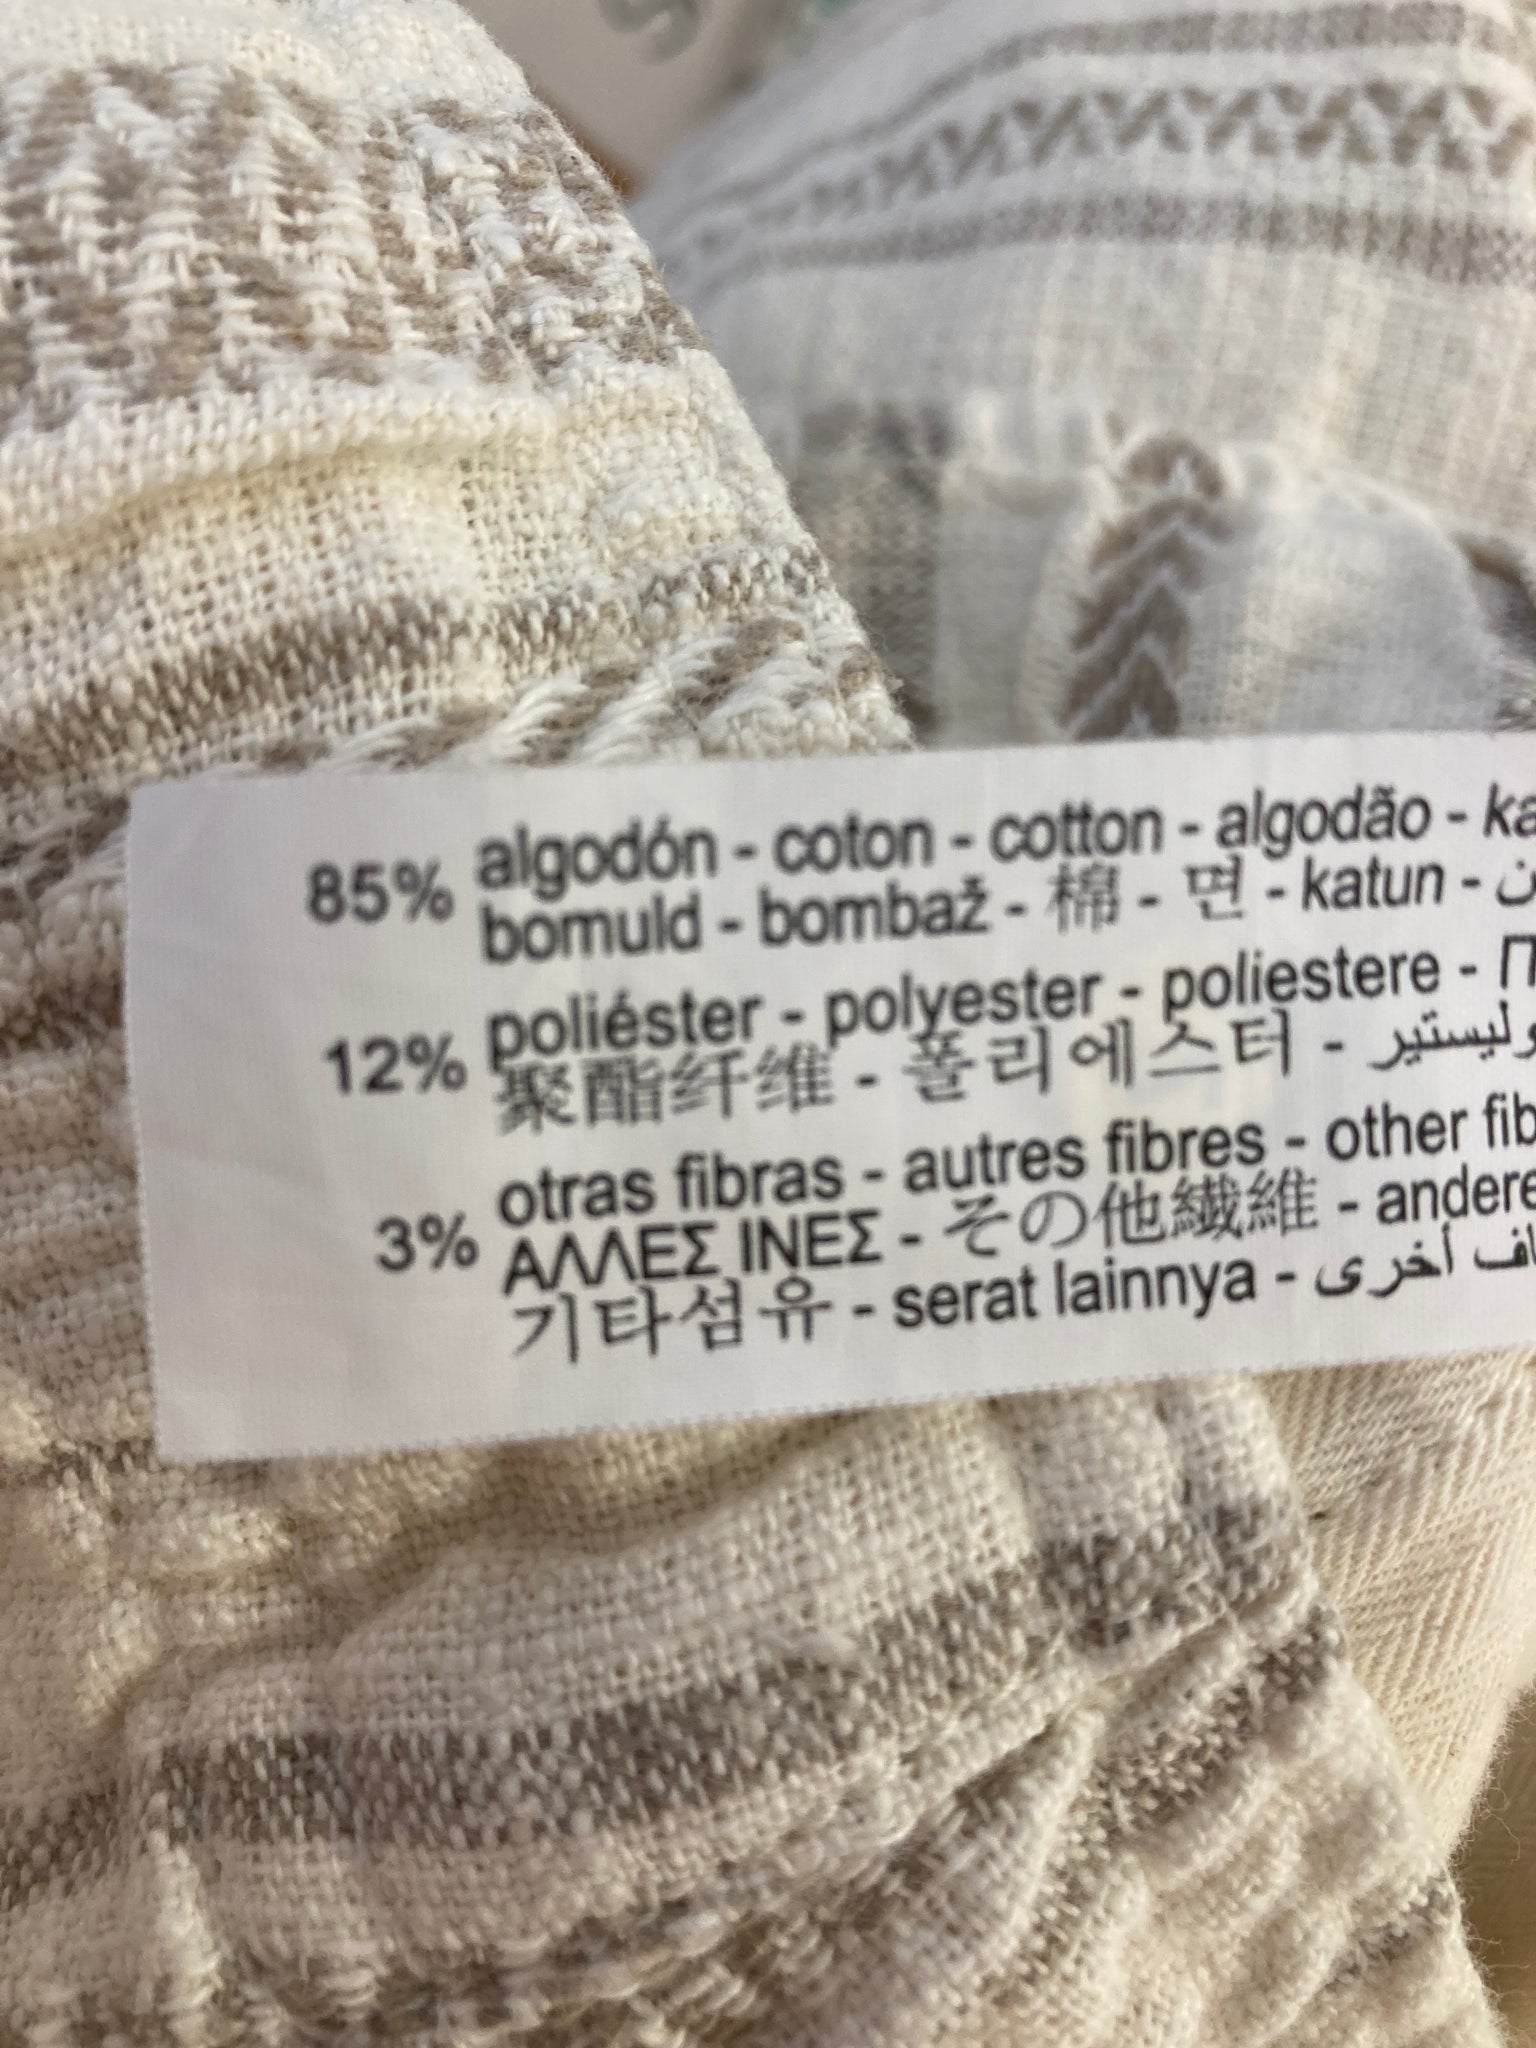 85% algodón - coton - cotton - algodão -
bomuld - bombaž - 棉 - 면 - katun -
12% poliéster - polyester - poliestere -
聚酯纤维 - 폴리에스터 -
3% otras fibras - autres fibres - other
ΑΛΛΕΣ ΙΝΕΣ - その他繊維 - andere
기타섬유 - serat lainnya - أخرى